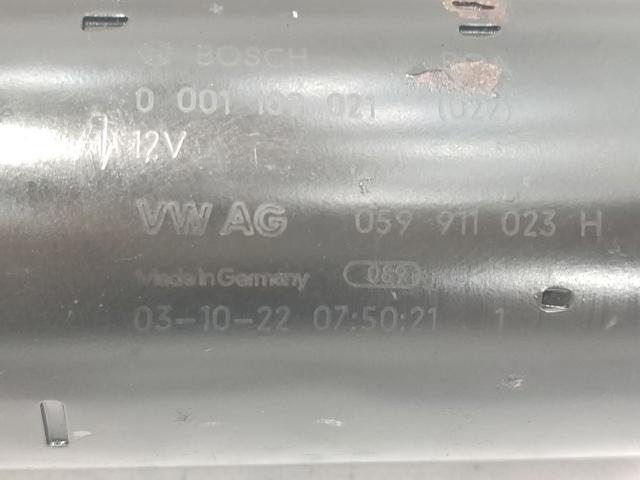 BOSCH
0 001 021 (022)
12V
VW AG 059 911 023 H
Made in Germany 059
03-10-22 07:50:21 1